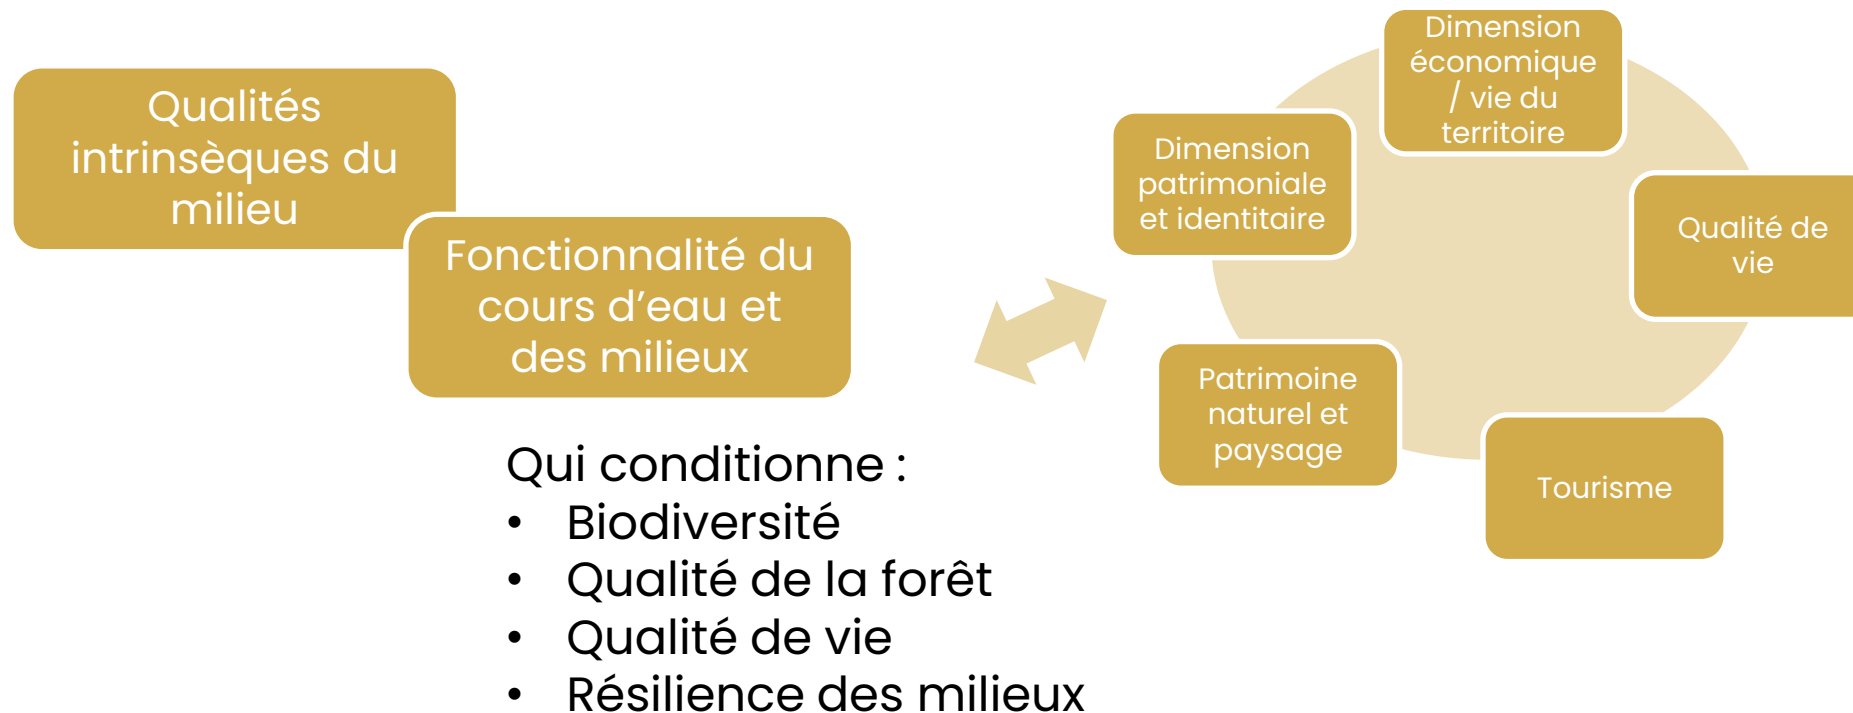 Qualités
intrinsèques du
milieu
Fonctionnalité du
cours d’eau et
des milieux
Qui conditionne :
• Biodiversité
• Qualité de la forêt
• Qualité de vie
• Résilience des milieux
Dimension
économique
/ vie du
territoire
Dimension
patrimoniale
et identitaire
Qualité de
vie
Patrimoine
naturel et
paysage
Tourisme